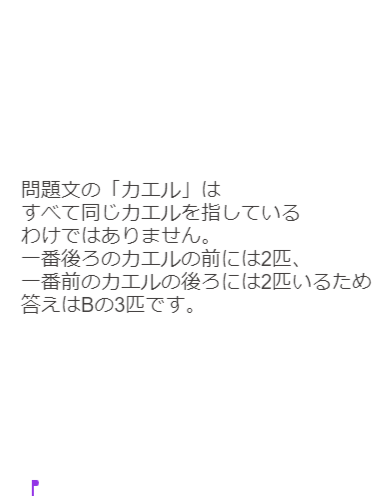 問題文の「カエル」は
すべて同じカエルを指している
わけではありません。
一番後ろのカエルの前には2匹、
一番前のカエルの後ろには2匹いるため
答えはBの3匹です。